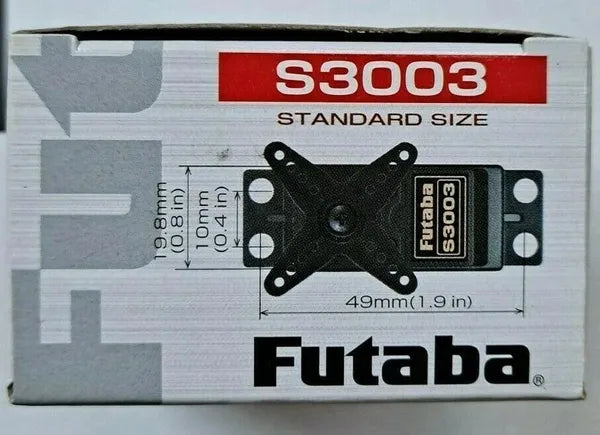 Fut
S3003
STANDARD SIZE
19.8mm
(0.8 in)
10mm
(0.4 in)
Futaba
S3003
49mm(1.9 in)
Futaba®